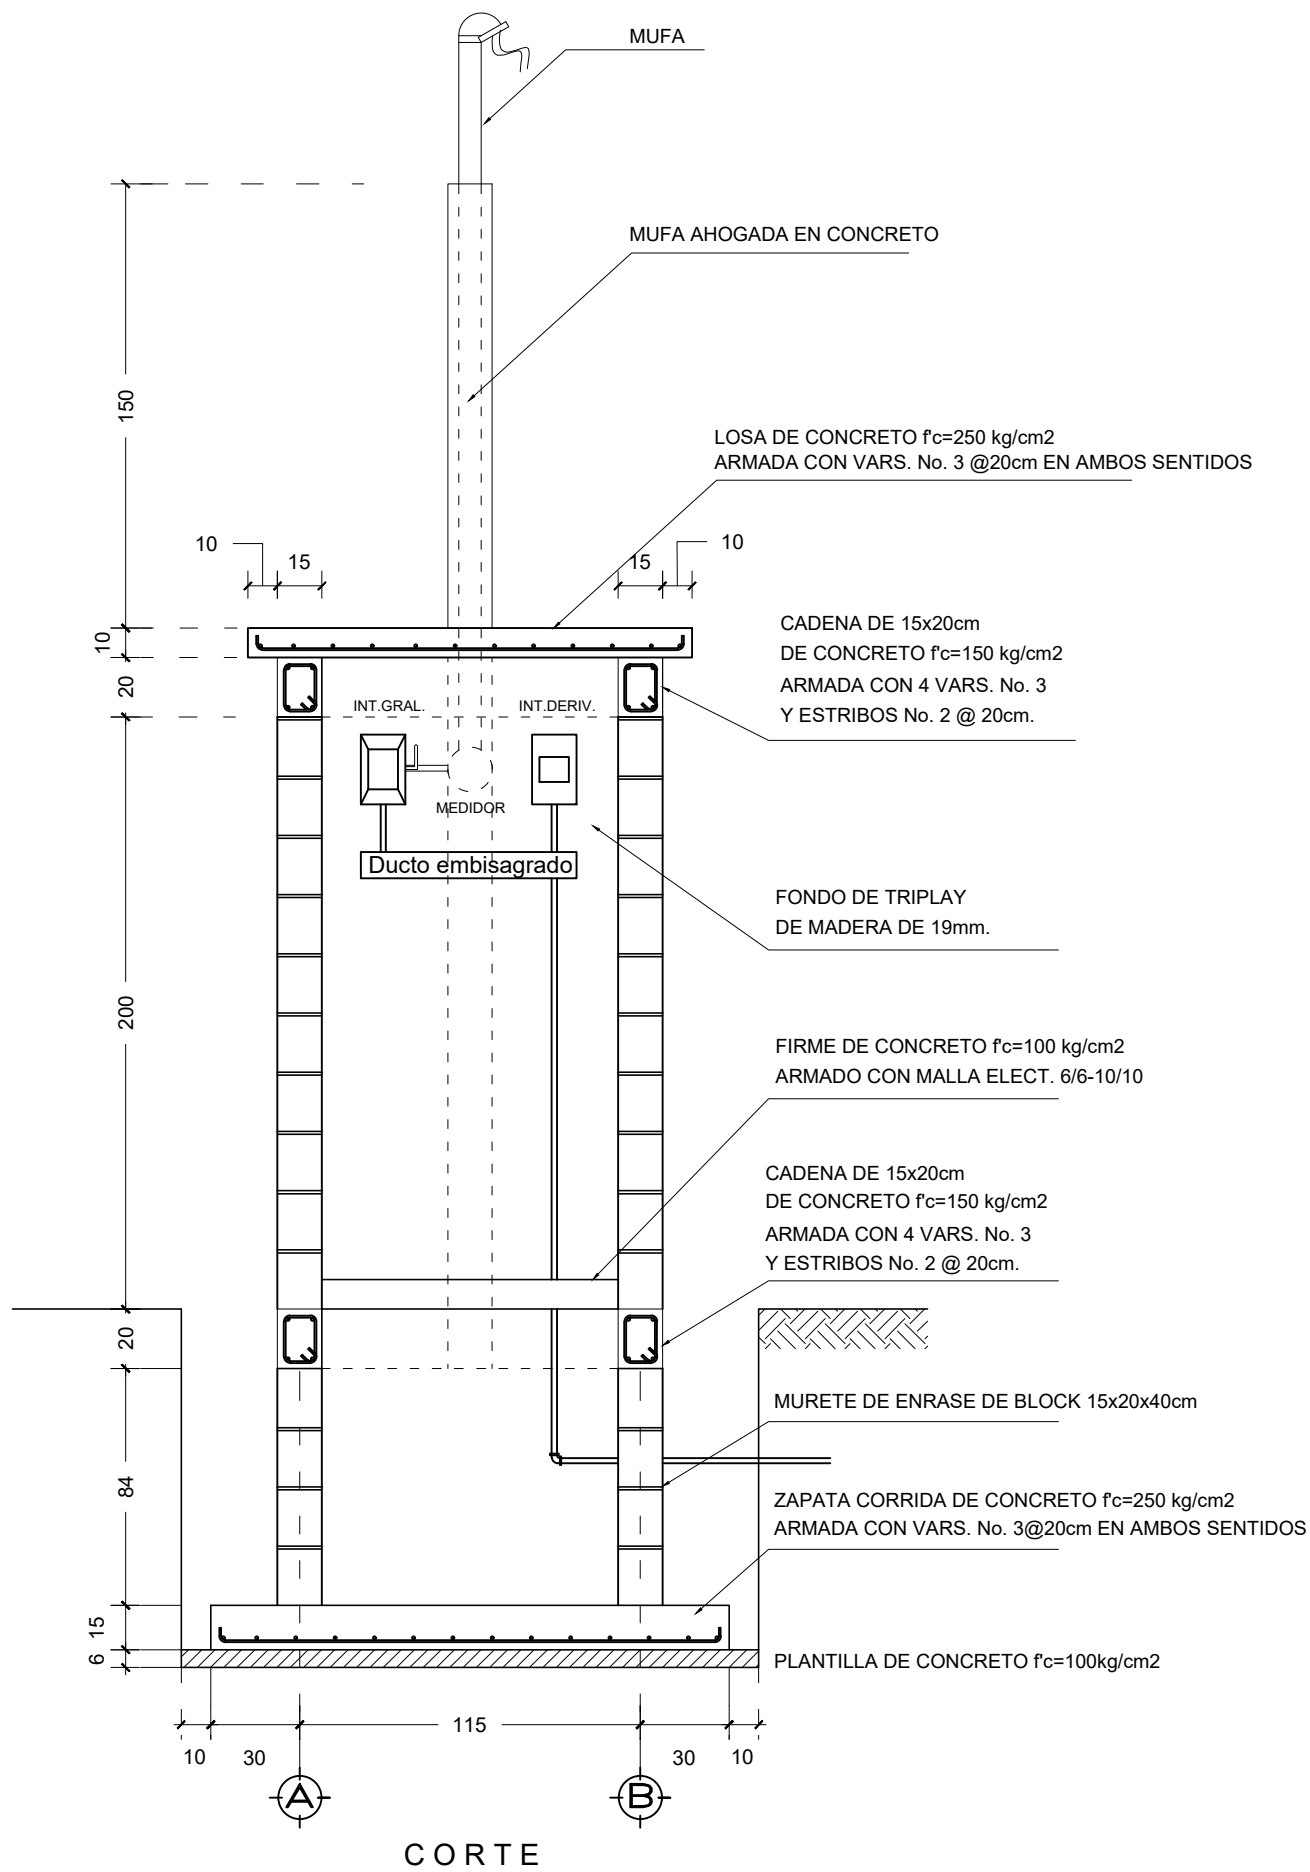 MUFA
MUFA AHOGADA EN CONCRETO
150
LOSA DE CONCRETO f'c=250 kg/cm2
ARMADA CON VARS. No. 3 @20cm EN AMBOS SENTIDOS
10
15
15
10
10
20
CADENA DE 15x20cm
DE CONCRETO f'c=150 kg/cm2
ARMADA CON 4 VARS. No. 3
Y ESTRIBOS No. 2 @ 20cm.
INT.GRAL.
INT.DERIV.
MEDIDOR
Ducto embisagrado
FONDO DE TRIPLAY
DE MADERA DE 19mm.
200
FIRME DE CONCRETO f'c=100 kg/cm2
ARMADO CON MALLA ELECT. 6/6-10/10
CADENA DE 15x20cm
DE CONCRETO f'c=150 kg/cm2
ARMADA CON 4 VARS. No. 3
Y ESTRIBOS No. 2 @ 20cm.
20
MURETE DE ENRASE DE BLOCK 15x20x40cm
84
ZAPATA CORRIDA DE CONCRETO f'c=250 kg/cm2
ARMADA CON VARS. No. 3@20cm EN AMBOS SENTIDOS
15
6
PLANTILLA DE CONCRETO f'c=100kg/cm2
115
10
30
30
10
A
B
CORTE